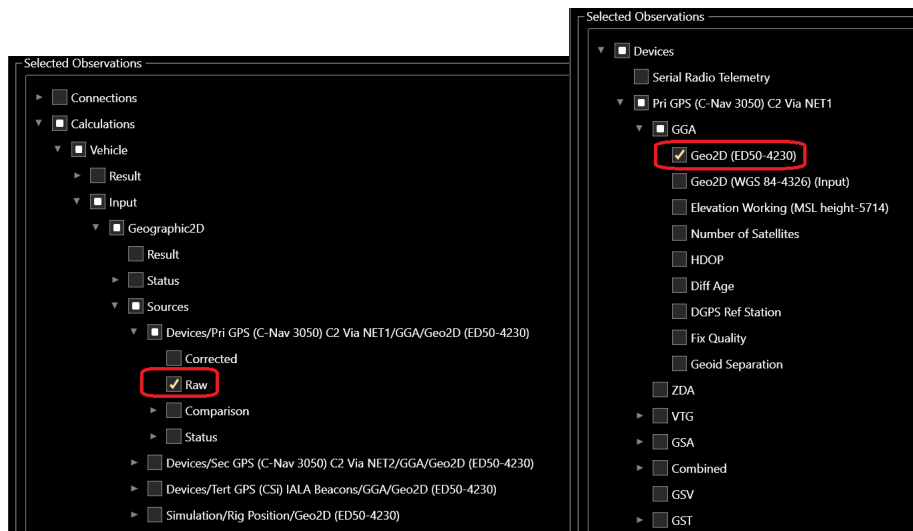 Selected Observations
Connections
Calculations
Vehicle
Result
Input
Geographic2D
Result
Status
Sources
Devices/Pri GPS (C-Nav 3050) C2 Via NET1/GGA/Geo2D (ED50-4230)
Corrected
Raw
Comparison
Status
Devices/Sec GPS (C-Nav 3050) C2 Via NET2/GGA/Geo2D (ED50-4230)
Devices/Tert GPS (CSi) IALA Beacons/GGA/Geo2D (ED50-4230)
Simulation/Rig Position/Geo2D (ED50-4230)
Selected Observations
Devices
Serial Radio Telemetry
Pri GPS (C-Nav 3050) C2 Via NET1
GGA
Geo2D (ED50-4230)
Geo2D (WGS 84-4326) (Input)
Elevation Working (MSL height-5714)
Number of Satellites
HDOP
Diff Age
DGPS Ref Station
Fix Quality
Geoid Separation
ZDA
VTG
GSA
Combined
GSV
GST